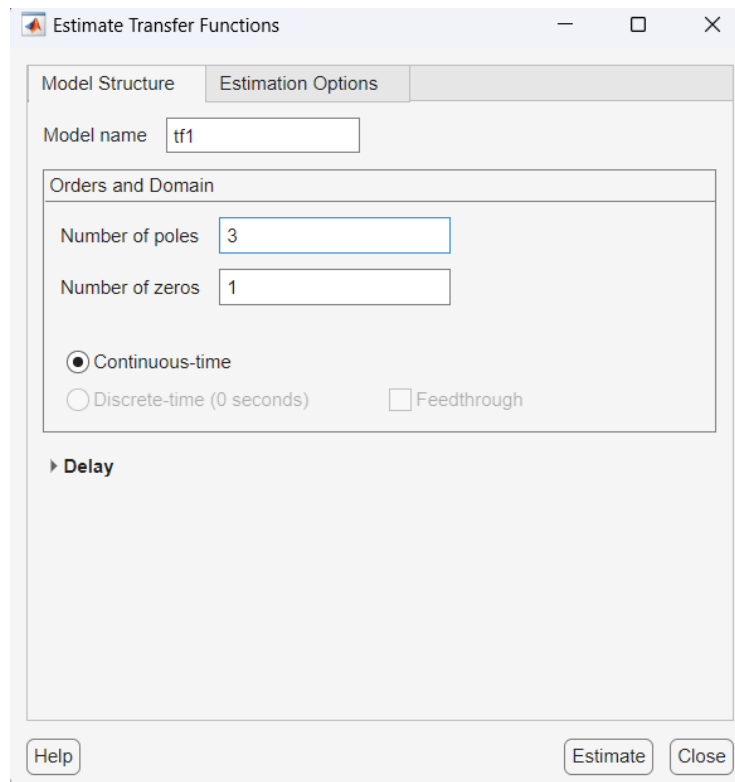 Estimate Transfer Functions
Model Structure Estimation Options
Model name tf1
Orders and Domain
Number of poles 3
Number of zeros 1
Continuous-time
Discrete-time (0 seconds) Feedthrough
Delay
Help Estimate Close